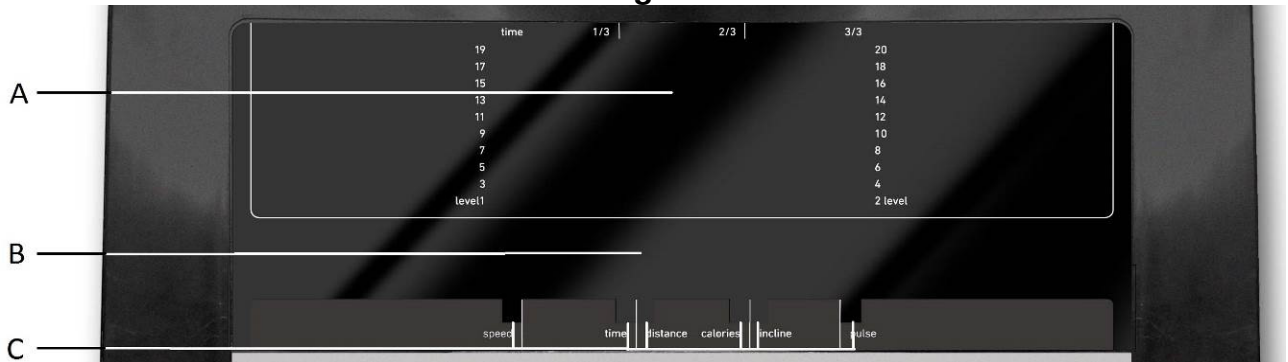 time 1/3 2/3 3/3
19 20
17 18
A
15 16
13 14
11 12
9 10
7 8
5 6
3 4
level1 2 level
B
speed time distance calories incline pulse
C